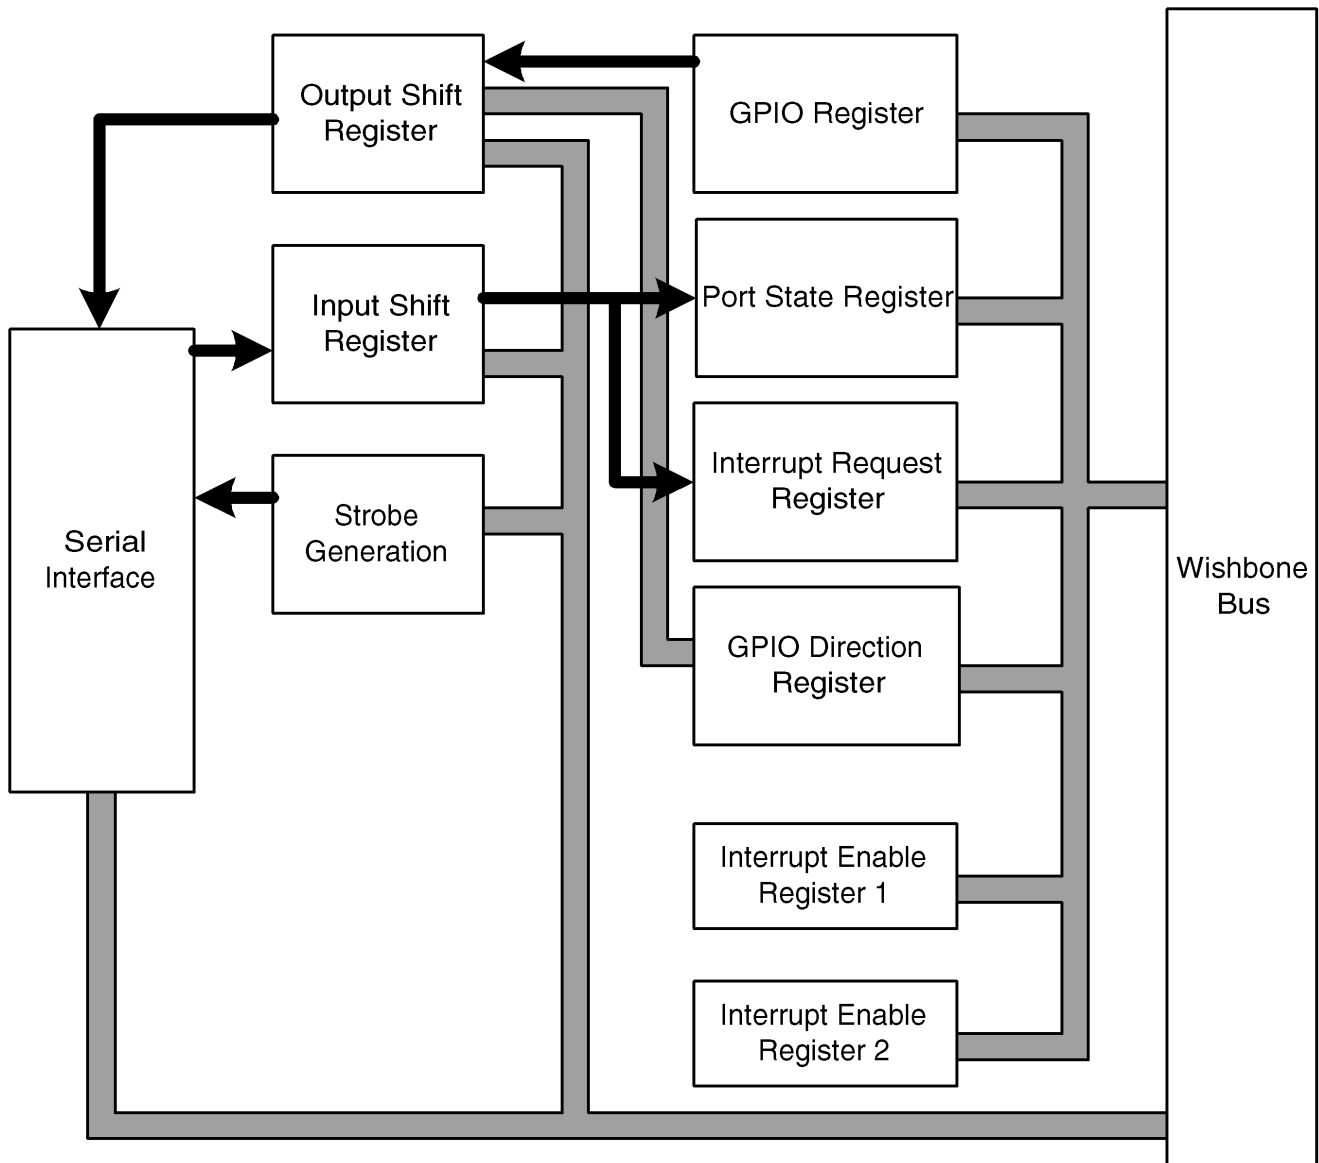 Output Shift
Register
GPIO Register
Input Shift
Register
Port State Register
Interrupt Request
Register
Strobe
Generation
Serial
Interface
Wishbone
Bus
GPIO Direction
Register
Interrupt Enable
Register 1
Interrupt Enable
Register 2